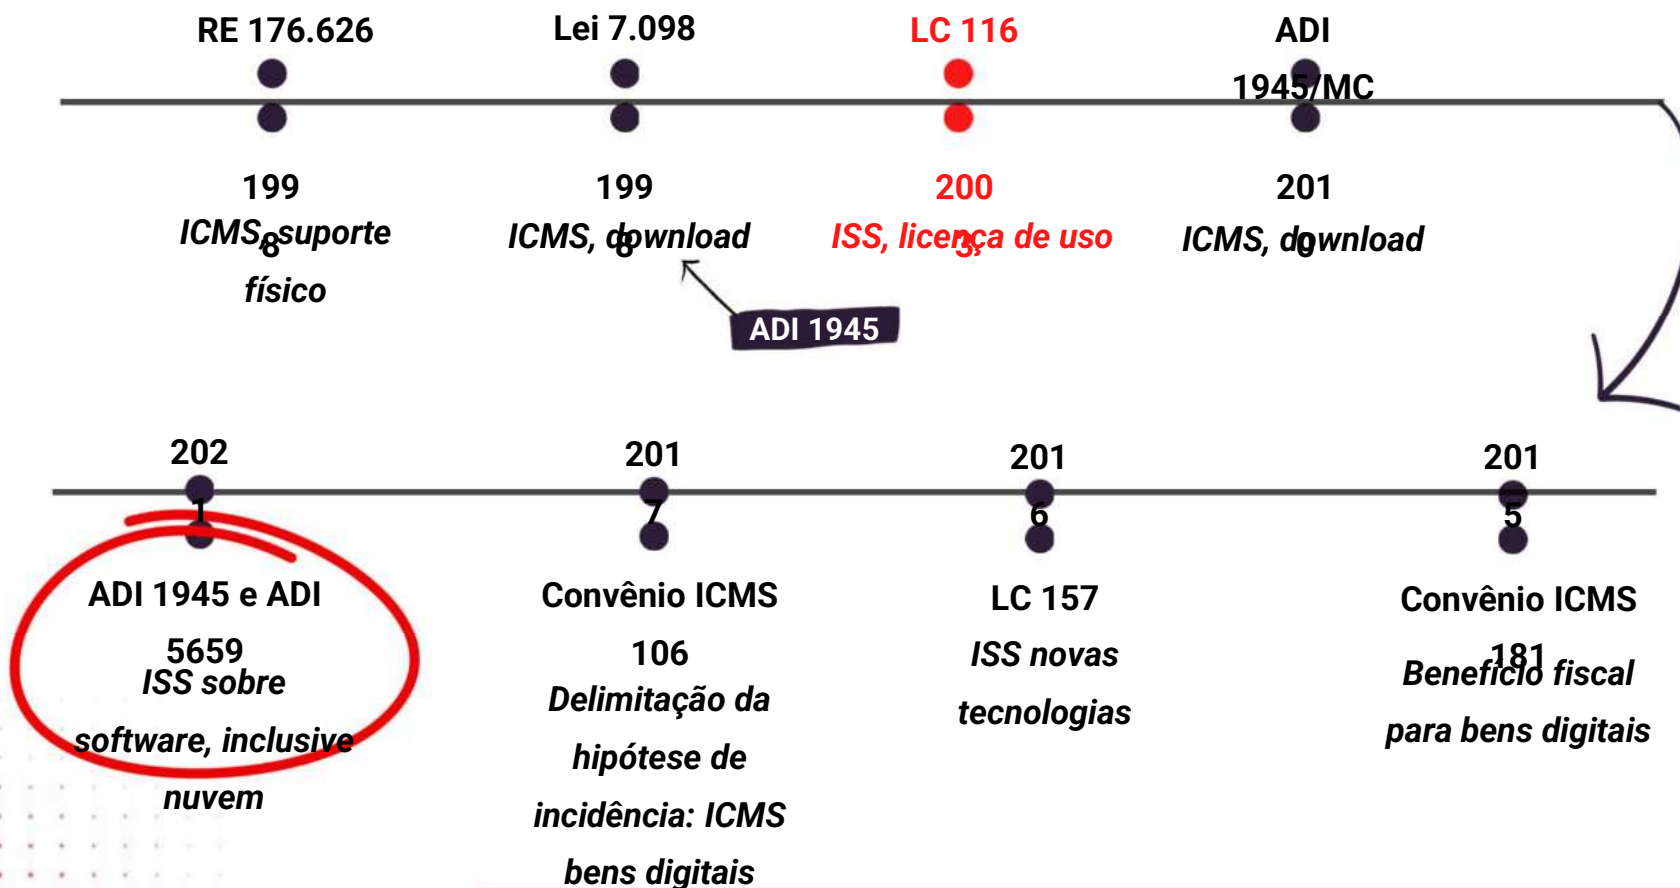 RE 176.626
Lei 7.098
LC 116
ADI
1945/MC
199
8
199
8
200
3
201
0
ICMS, suporte
físico
ICMS, download
ISS, licença de uso
ICMS, download
ADI 1945
202
1
201
7
201
6
201
5
ADI 1945 e ADI
5659
ISS sobre
software, inclusive
nuvem
Convênio ICMS
106
Delimitação da
hipótese de
incidência: ICMS
bens digitais
LC 157
ISS novas
tecnologias
Convênio ICMS
181
Benefício fiscal
para bens digitais